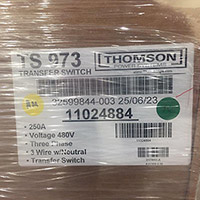 TS 973
TRANSFER SWITCH
THOMSON
POWER SYSTEMS
32599844-003 25/06/23
11024884
• 250A
• Voltage 480V
• Three Phase
• 3 Wire w/Neutral
• Transfer Switch